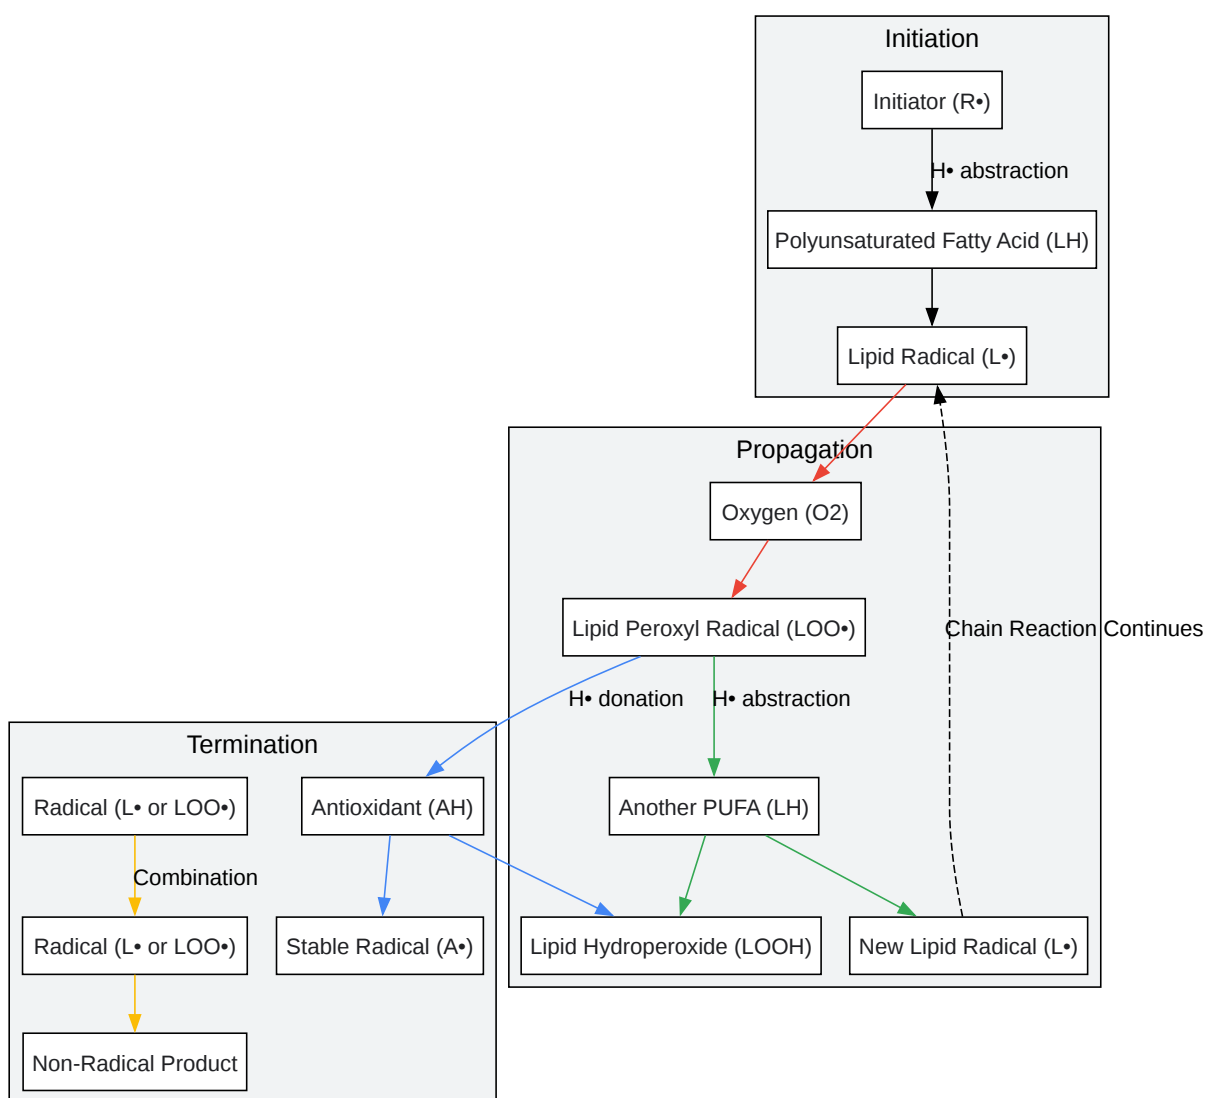 Initiation
Initiator (R•)
H• abstraction
Polyunsaturated Fatty Acid (LH)
Lipid Radical (L•)
Propagation
Oxygen (O2)
Lipid Peroxyl Radical (LOO•)
Chain Reaction Continues
H• donation
H• abstraction
Termination
Radical (L• or LOO•)
Antioxidant (AH)
Another PUFA (LH)
Combination
Radical (L• or LOO•)
Stable Radical (A•)
Lipid Hydroperoxide (LOOH)
New Lipid Radical (L•)
Non-Radical Product